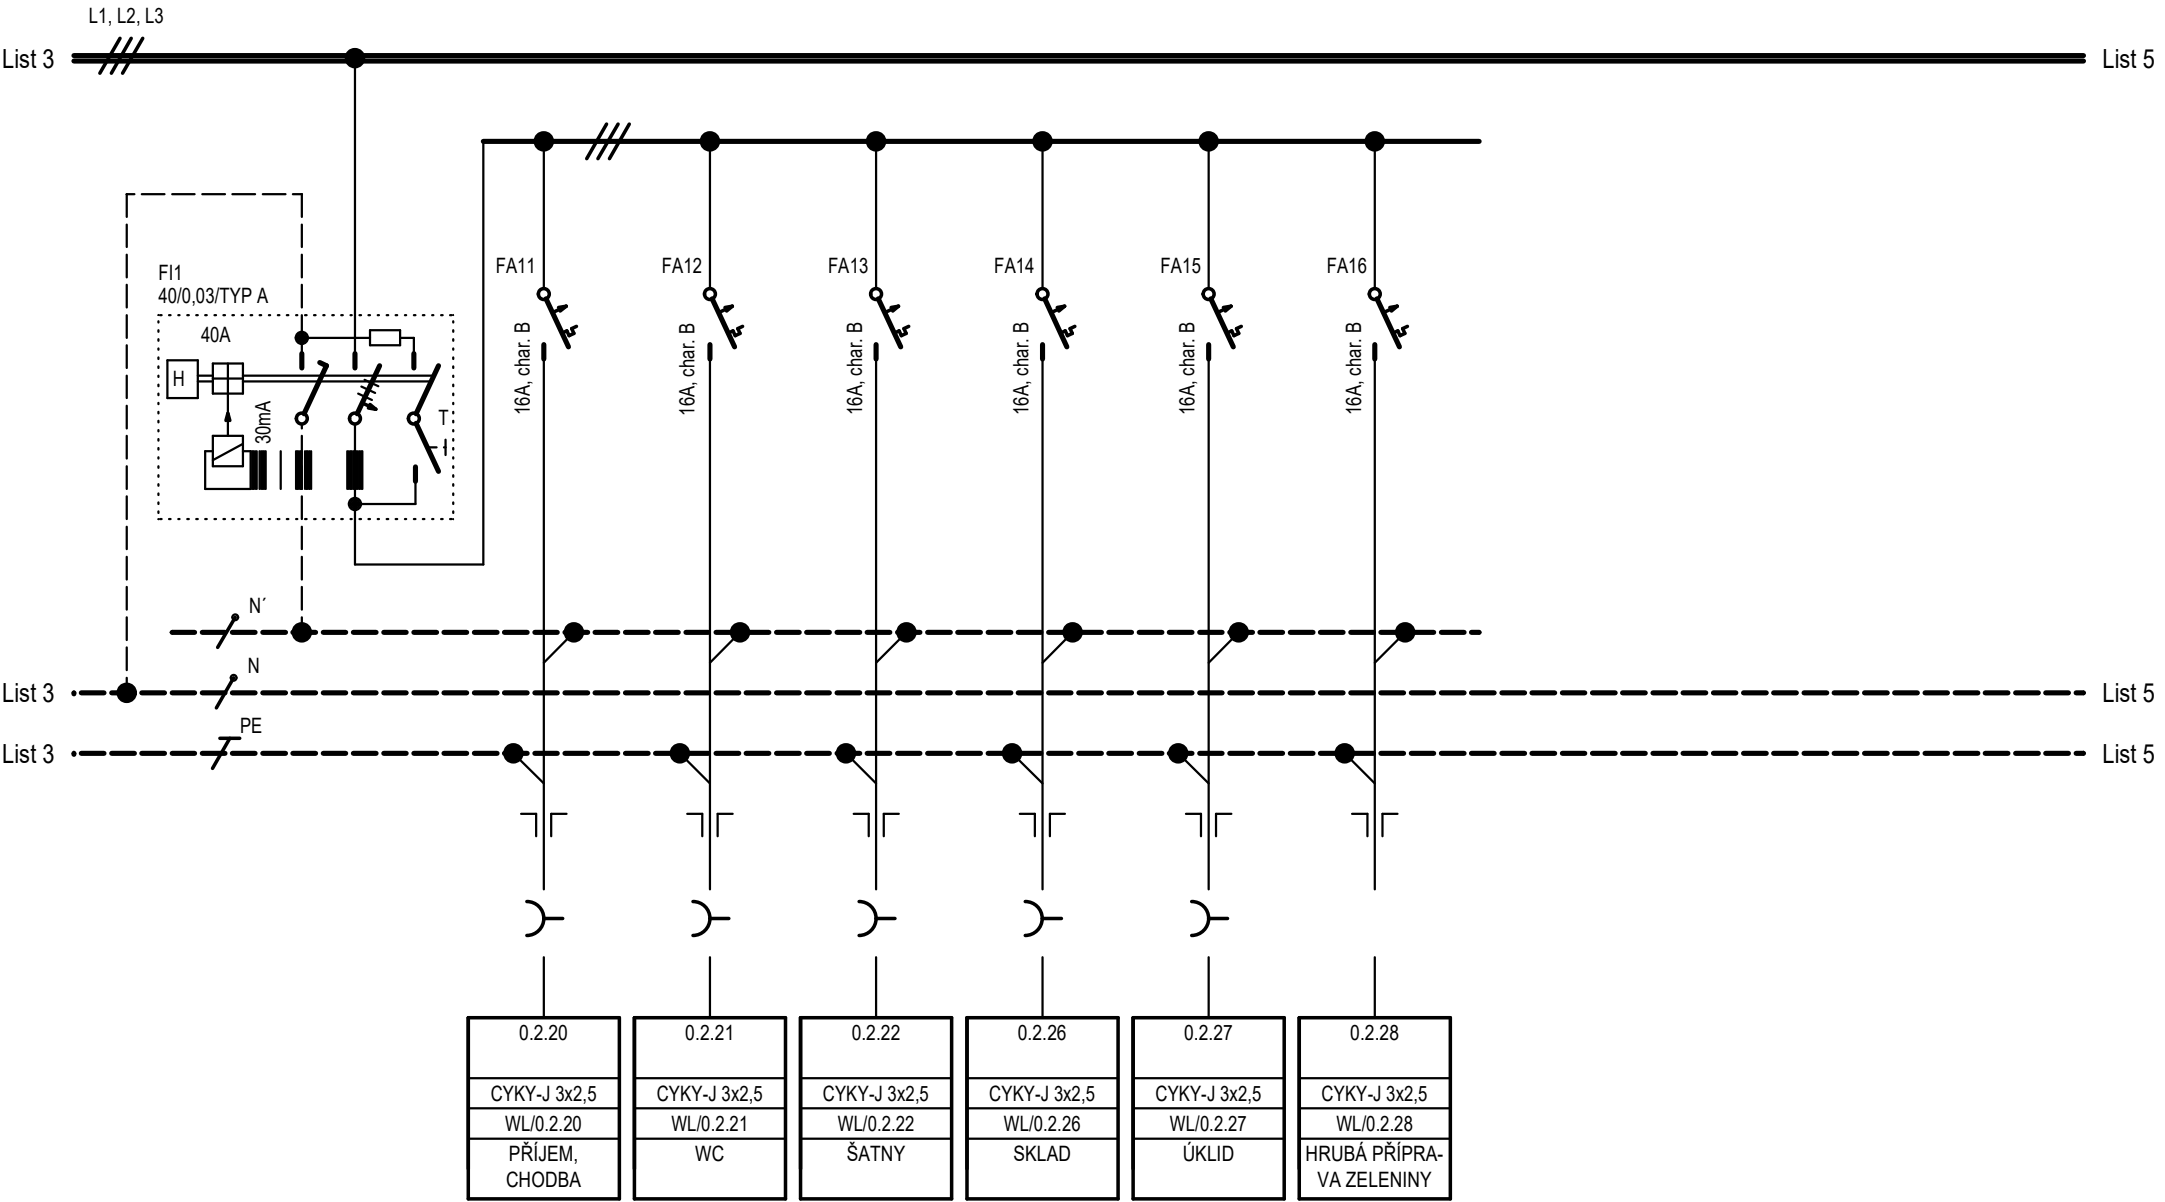 L1, L2, L3
List 3
List 5
FI1
40/0,03/TYP A
40A
H
30mA
T
FA11
FA12
FA13
FA14
FA15
FA16
16A, char. B
16A, char. B
16A, char. B
16A, char. B
16A, char. B
16A, char. B
N´
List 3
N
List 5
List 3
PE
List 5
0.2.20
0.2.21
0.2.22
0.2.26
0.2.27
0.2.28
CYKY-J 3x2,5
CYKY-J 3x2,5
CYKY-J 3x2,5
CYKY-J 3x2,5
CYKY-J 3x2,5
CYKY-J 3x2,5
WL/0.2.20
WL/0.2.21
WL/0.2.22
WL/0.2.26
WL/0.2.27
WL/0.2.28
PŘÍJEM,
CHODBA
WC
ŠATNY
SKLAD
ÚKLID
HRUBÁ PŘÍPRA-
VA ZELENINY